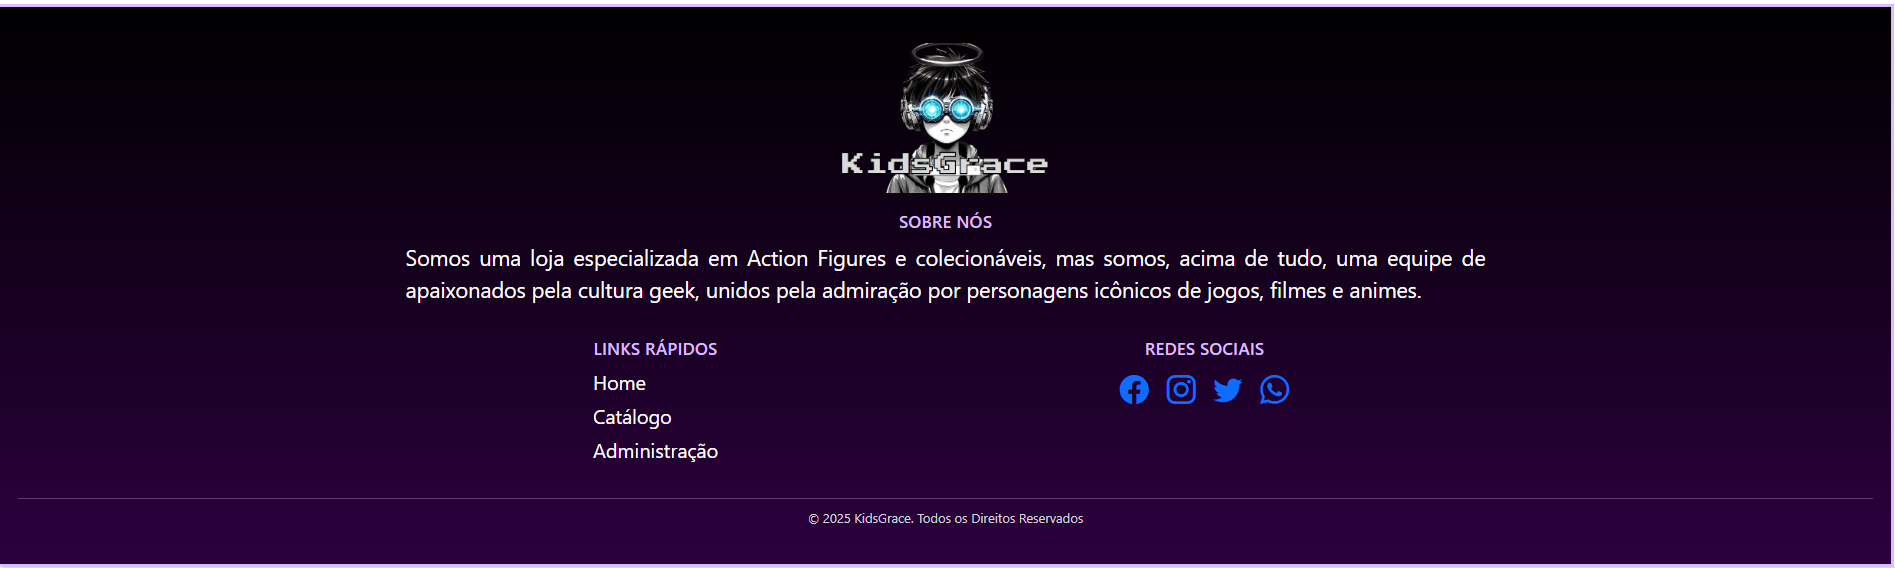 KidsGrace
SOBRE NÓS
Somos uma loja especializada em Action Figures e colecionáveis, mas somos, acima de tudo, uma equipe de
apaixonados pela cultura geek, unidos pela admiração por personagens icônicos de jogos, filmes e animes.
LINKS RÁPIDOS
Home
Catálogo
Administração
REDES SOCIAIS
© 2025 KidsGrace. Todos os Direitos Reservados